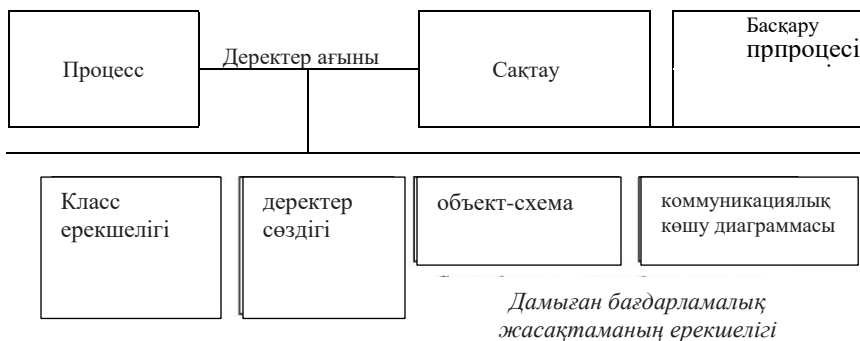 Процесс
Деректер ағыны
Сақтау
Басқару
прпроцесі
Класс
ерекшелігі
деректер
сөздігі
объект-схема
коммуникациялық
көшу диаграммасы
Дамыған бағдарламалық
жасақтаманың ерекшелігі